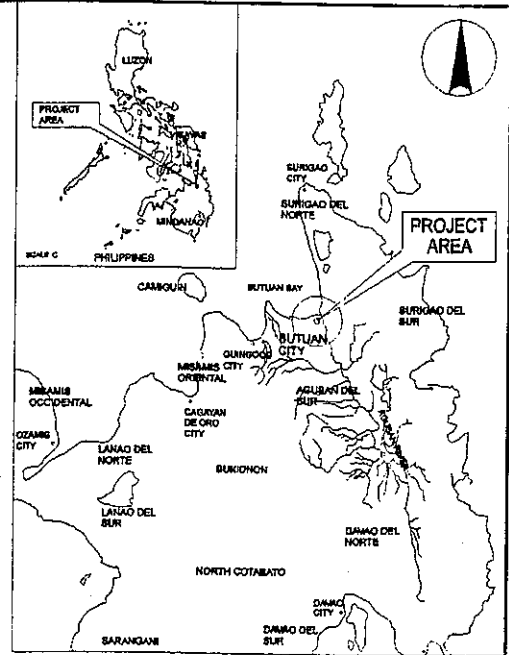 LUZON
PROJECT
AREA
VISAYAS
MINDANAO
PHILIPPINES
SURIGAO
CITY
SURIGAO DEL
NORTE
PROJECT
AREA
CAMIGUIN
BUTUAN BAY
SURIGAO DEL
SUR
BUTUAN
CITY
GUINGOOG
CITY
MISAMIS
ORIENTAL
MISAMIS
OCCIDENTAL
AGUSAN DEL
SUR
CAGAYAN
DE ORO
CITY
OZAMIS
CITY
LANAO DEL
NORTE
BUKIDNON
LANAO DEL
SUR
DAVAO DEL
NORTE
NORTH COTABATO
DAVAO
CITY
DAVAO DEL
SUR
SARANGANI